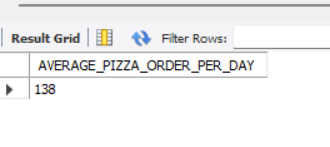 Result Grid Filter Rows:
AVERAGE_PIZZA_ORDER_PER_DAY
138